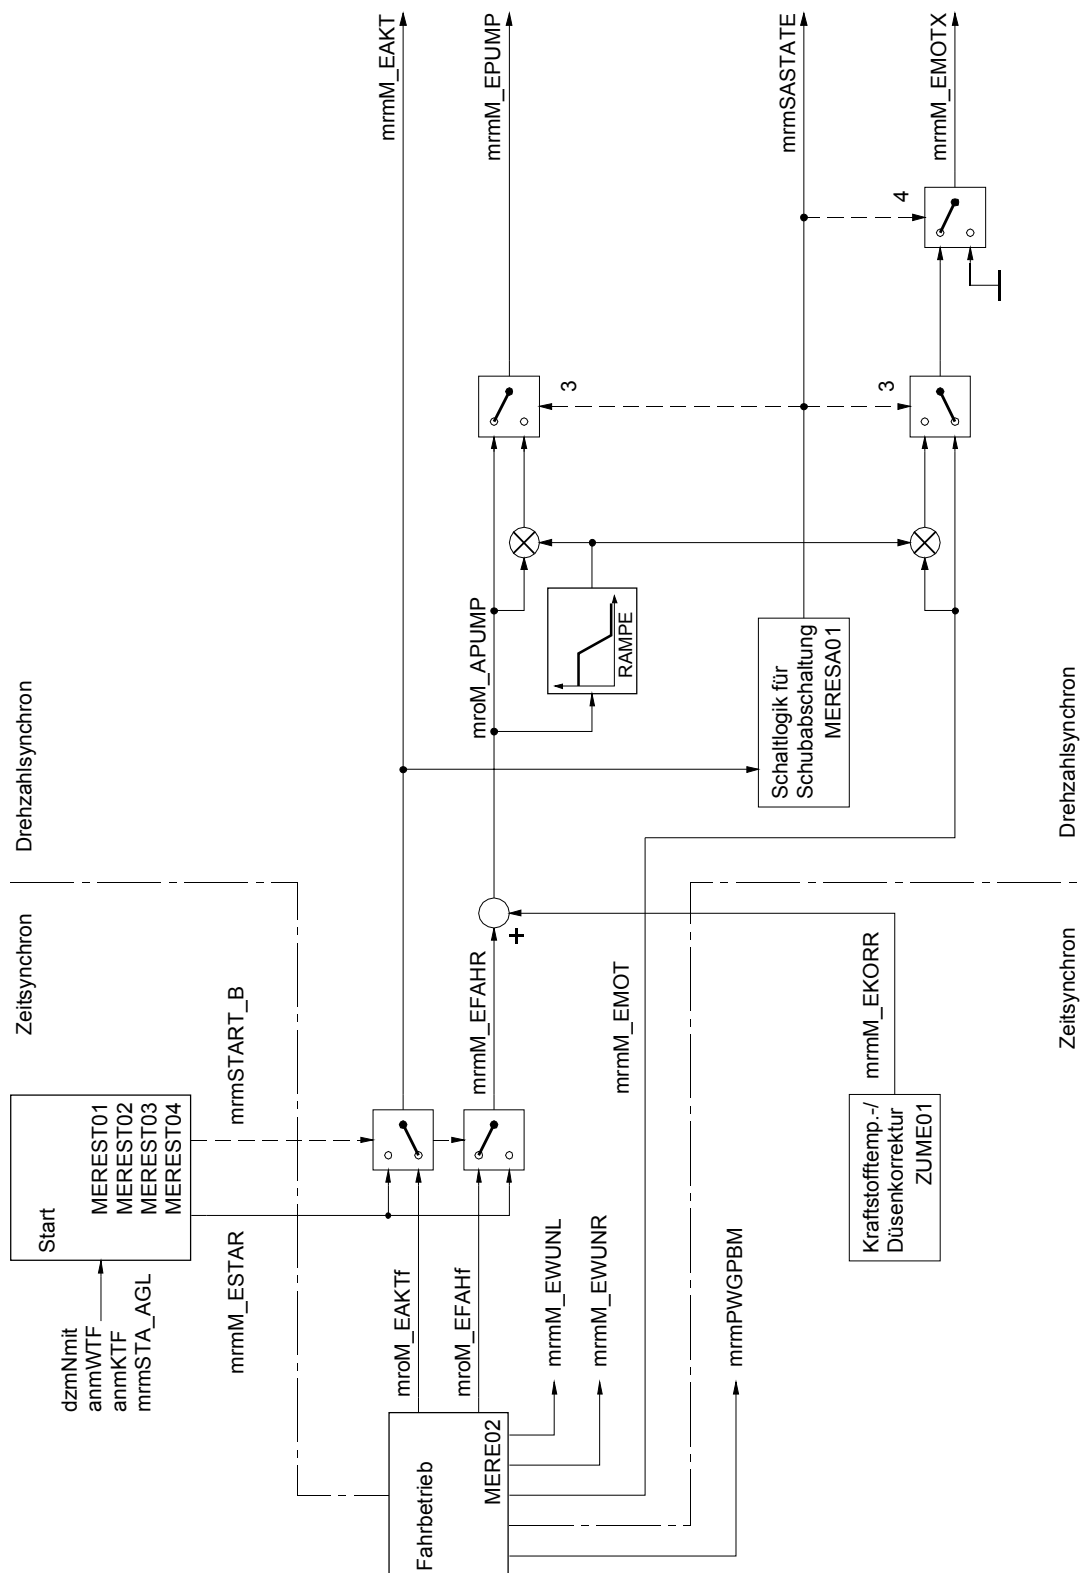 dzmNmit
anmWTF
anmKTF
mrmSTA_AGL
Start
MEREST01
MEREST02
MEREST03
MEREST04
Zeitsynchron
Drehzahlsynchron
mrmM_ESTAR
mrmSTART_B
Fahrbetrieb
MERE02
mroM_EAKTf
mroM_EFAHf
mrmM_EAKT
mrmM_EFAHR
+
mroM_APUMP
mrmM_EPUMP
mrmM_EWUNL
mrmM_EWUNR
mrmM_EMOT
RAMPE
3
mrmPWGPBM
Schaltlogik für
Schubabschaltung
MERESA01
mrmSASTATE
Kraftstofftemp.-/
Düsenkorrektur
ZUME01
mrmM_EKORR
3
4
mrmM_EMOTX
Zeitsynchron
Drehzahlsynchron